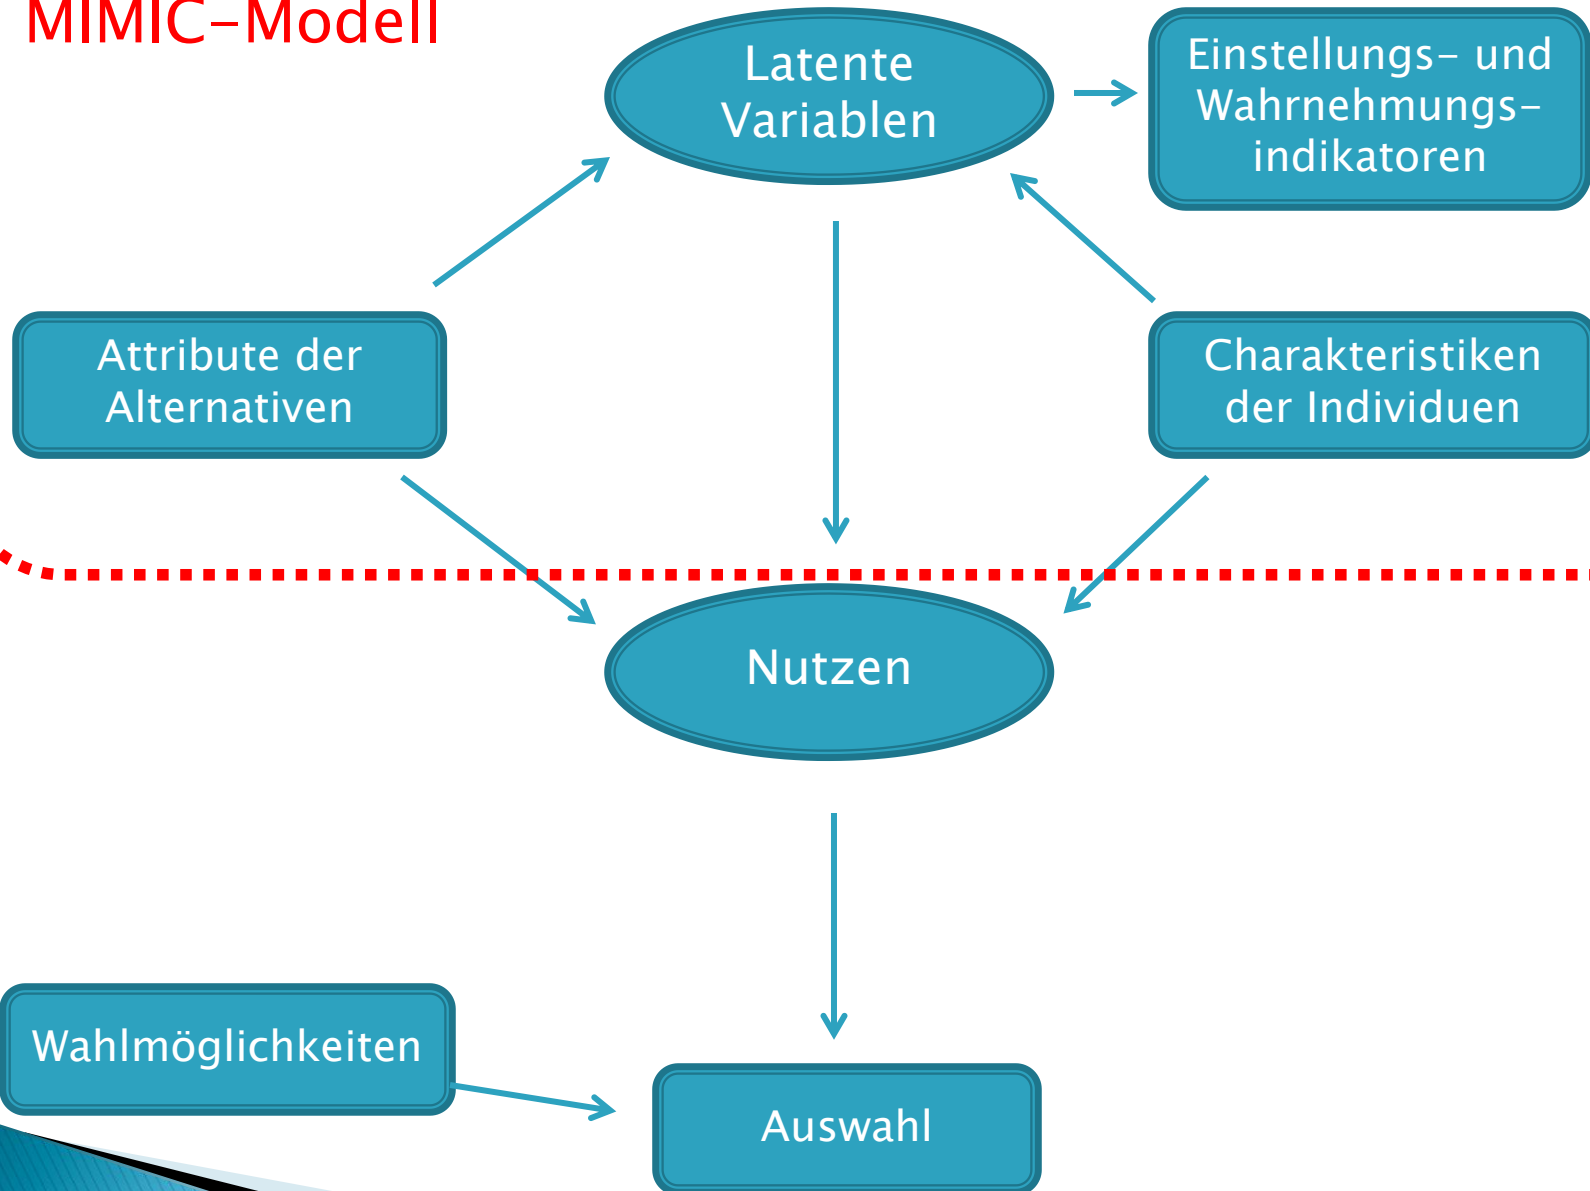 MIMIC-Modell
Latente
Variablen
Einstellungs- und
Wahrnehmungs-
indikatoren
Attribute der
Alternativen
Charakteristiken
der Individuen
Nutzen
Wahlmöglichkeiten
Auswahl